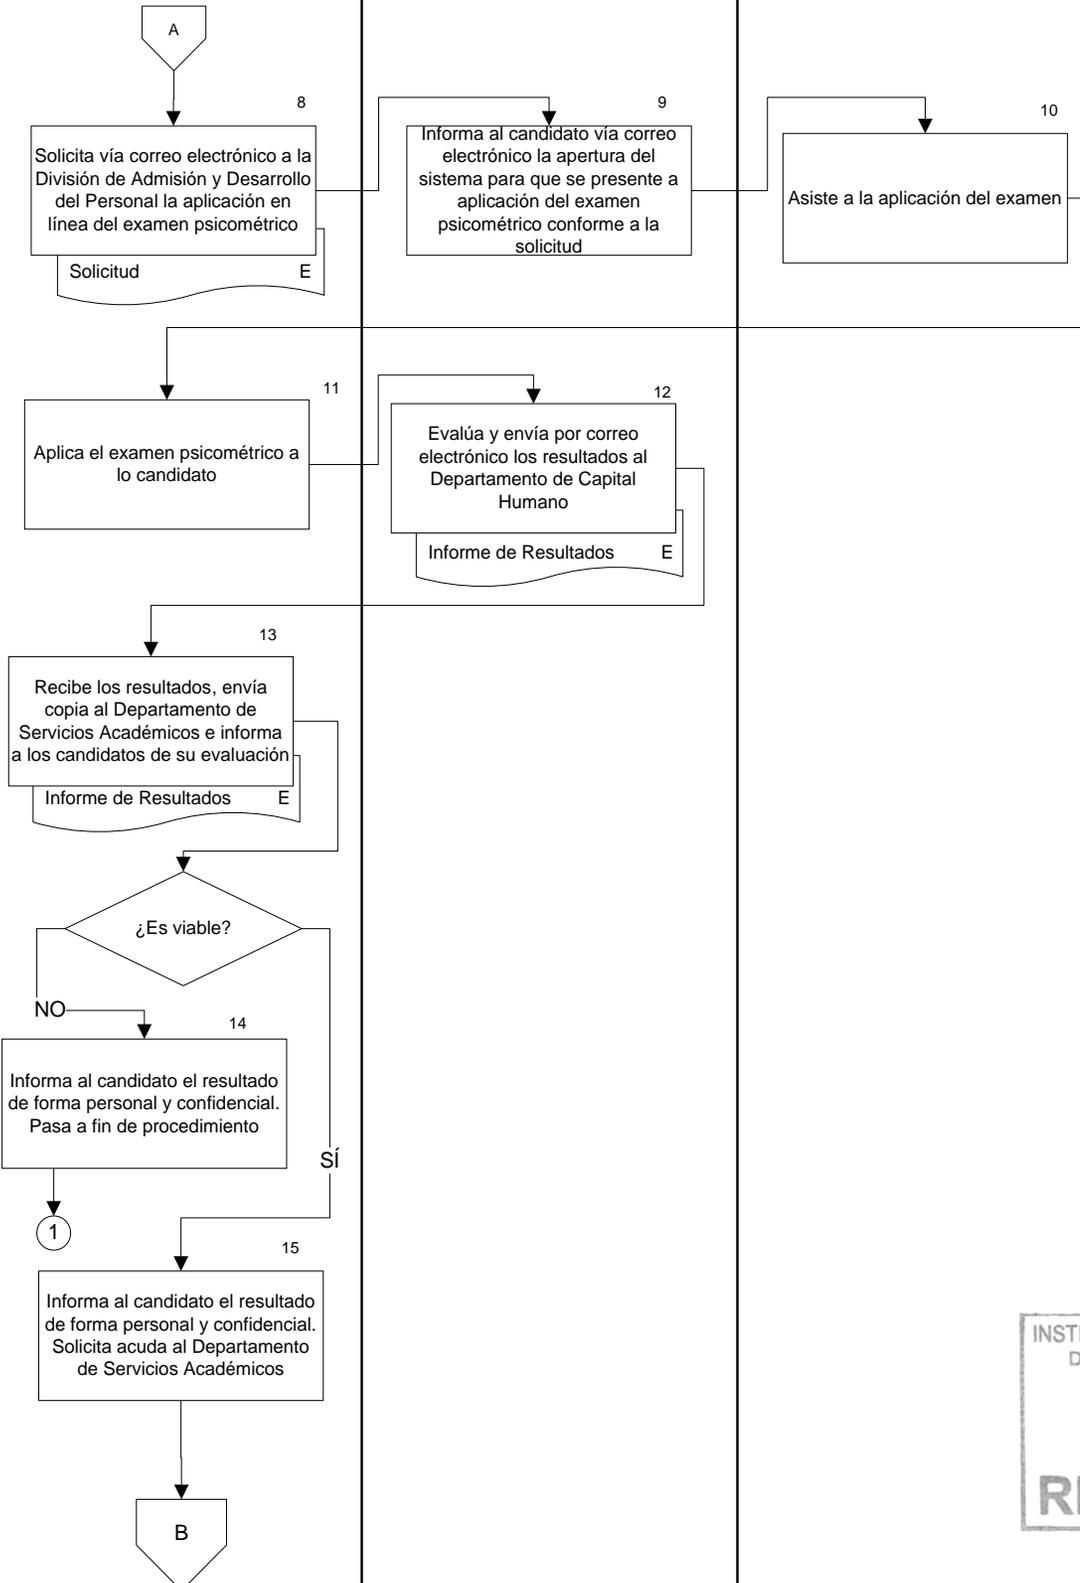 A
8
Solicita vía correo electrónico a la
División de Admisión y Desarrollo
del Personal la aplicación en
línea del examen psicométrico
Solicitud E
9
Informa al candidato vía correo
electrónico la apertura del
sistema para que se presente a
aplicación del examen
psicométrico conforme a la
solicitud
10
Asiste a la aplicación del examen
11
Aplica el examen psicométrico a
lo candidato
12
Evalúa y envía por correo
electrónico los resultados al
Departamento de Capital
Humano
Informe de Resultados E
13
Recibe los resultados, envía
copia al Departamento de
Servicios Académicos e informa
a los candidatos de su evaluación
Informe de Resultados E
¿Es viable?
NO
14
Informa al candidato el resultado
de forma personal y confidencial.
Pasa a fin de procedimiento
SÍ
1
15
Informa al candidato el resultado
de forma personal y confidencial.
Solicita acuda al Departamento
de Servicios Académicos
B
INSTI